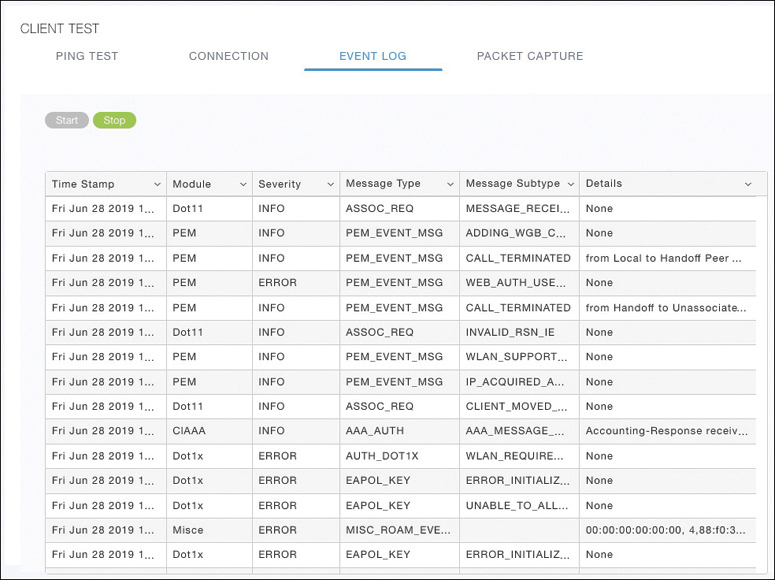 CLIENT TEST
PING TEST CONNECTION EVENT LOG PACKET CAPTURE
Start Stop
Time Stamp Module Severity Message Type Message Subtype Details
Fri Jun 28 2019 1... Dot11 INFO ASSOC_REQ MESSAGE_RECEI... None
Fri Jun 28 2019 1... PEM INFO PEM_EVENT_MSG ADDING_WGB_C... None
Fri Jun 28 2019 1... PEM INFO PEM_EVENT_MSG CALL_TERMINATED from Local to Handoff Peer ...
Fri Jun 28 2019 1... PEM ERROR PEM_EVENT_MSG WEB_AUTH_USE... None
Fri Jun 28 2019 1... PEM INFO PEM_EVENT_MSG CALL_TERMINATED from Handoff to Unassociate...
Fri Jun 28 2019 1... Dot11 INFO ASSOC_REQ INVALID_RSN_IE None
Fri Jun 28 2019 1... PEM INFO PEM_EVENT_MSG WLAN_SUPPORT... None
Fri Jun 28 2019 1... PEM INFO PEM_EVENT_MSG IP_ACQUIRED_A... None
Fri Jun 28 2019 1... Dot11 INFO ASSOC_REQ CLIENT_MOVED_... None
Fri Jun 28 2019 1... ClAAA INFO AAA_AUTH AAA_MESSAGE_... Accounting-Response receiv...
Fri Jun 28 2019 1... Dot1x ERROR AUTH_DOT1X WLAN_REQUIRE... None
Fri Jun 28 2019 1... Dot1x ERROR EAPOL_KEY ERROR_INITIALIZ... None
Fri Jun 28 2019 1... Dot1x ERROR EAPOL_KEY UNABLE_TO_ALL... None
Fri Jun 28 2019 1... Misce ERROR MISC_ROAM_EVE... 00:00:00:00:00:00, 4,88:f0:3...
Fri Jun 28 2019 1... Dot1x ERROR EAPOL_KEY ERROR_INITIALIZ... None